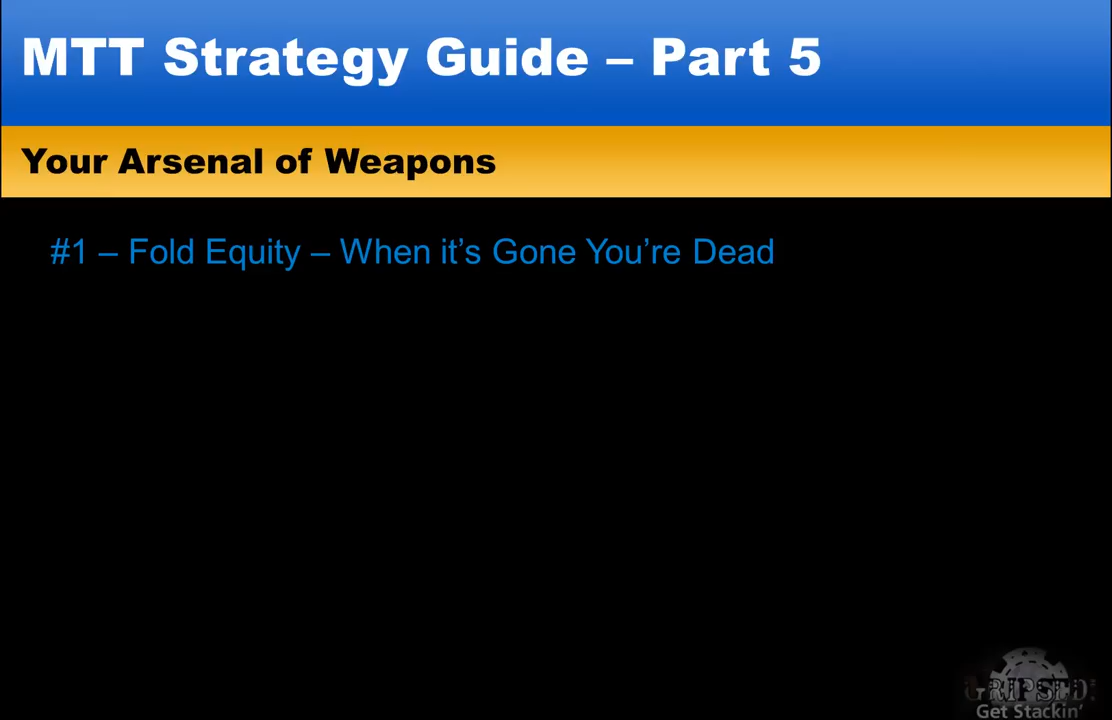 MTT Strategy Guide – Part 5
Your Arsenal of Weapons
#1 – Fold Equity – When it’s Gone You’re Dead
GRIPSED
Get Stackin’